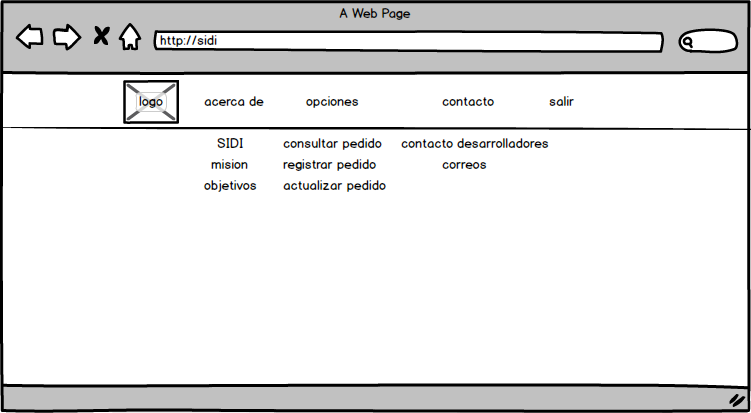 A Web Page
http://sidi
logo acerca de opciones contacto salir
SIDI consultar pedido contacto desarrolladores
mision registrar pedido correos
objetivos actualizar pedido